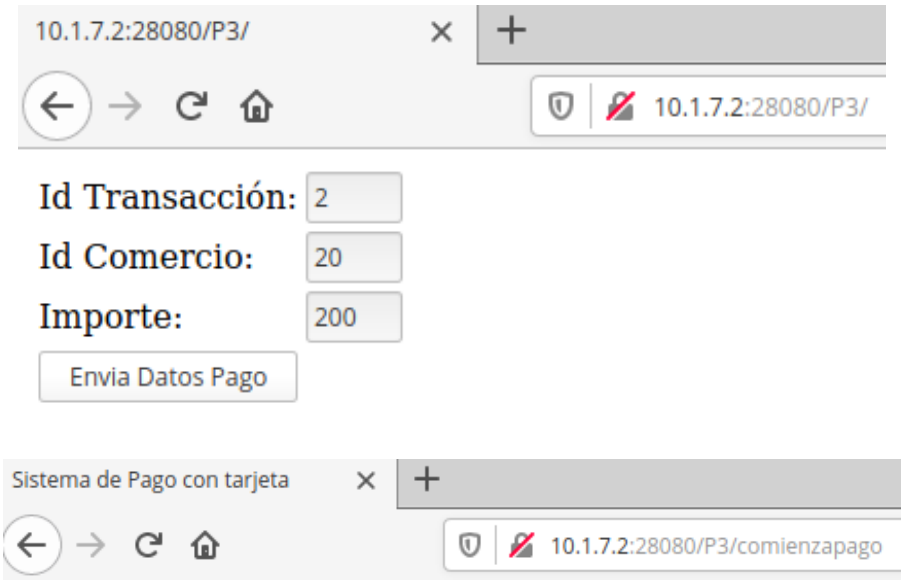 10.1.7.2:28080/P3/
10.1.7.2:28080/P3/
Id Transacción: 2
Id Comercio: 20
Importe: 200
Envia Datos Pago
Sistema de Pago con tarjeta
10.1.7.2:28080/P3/comienzapago